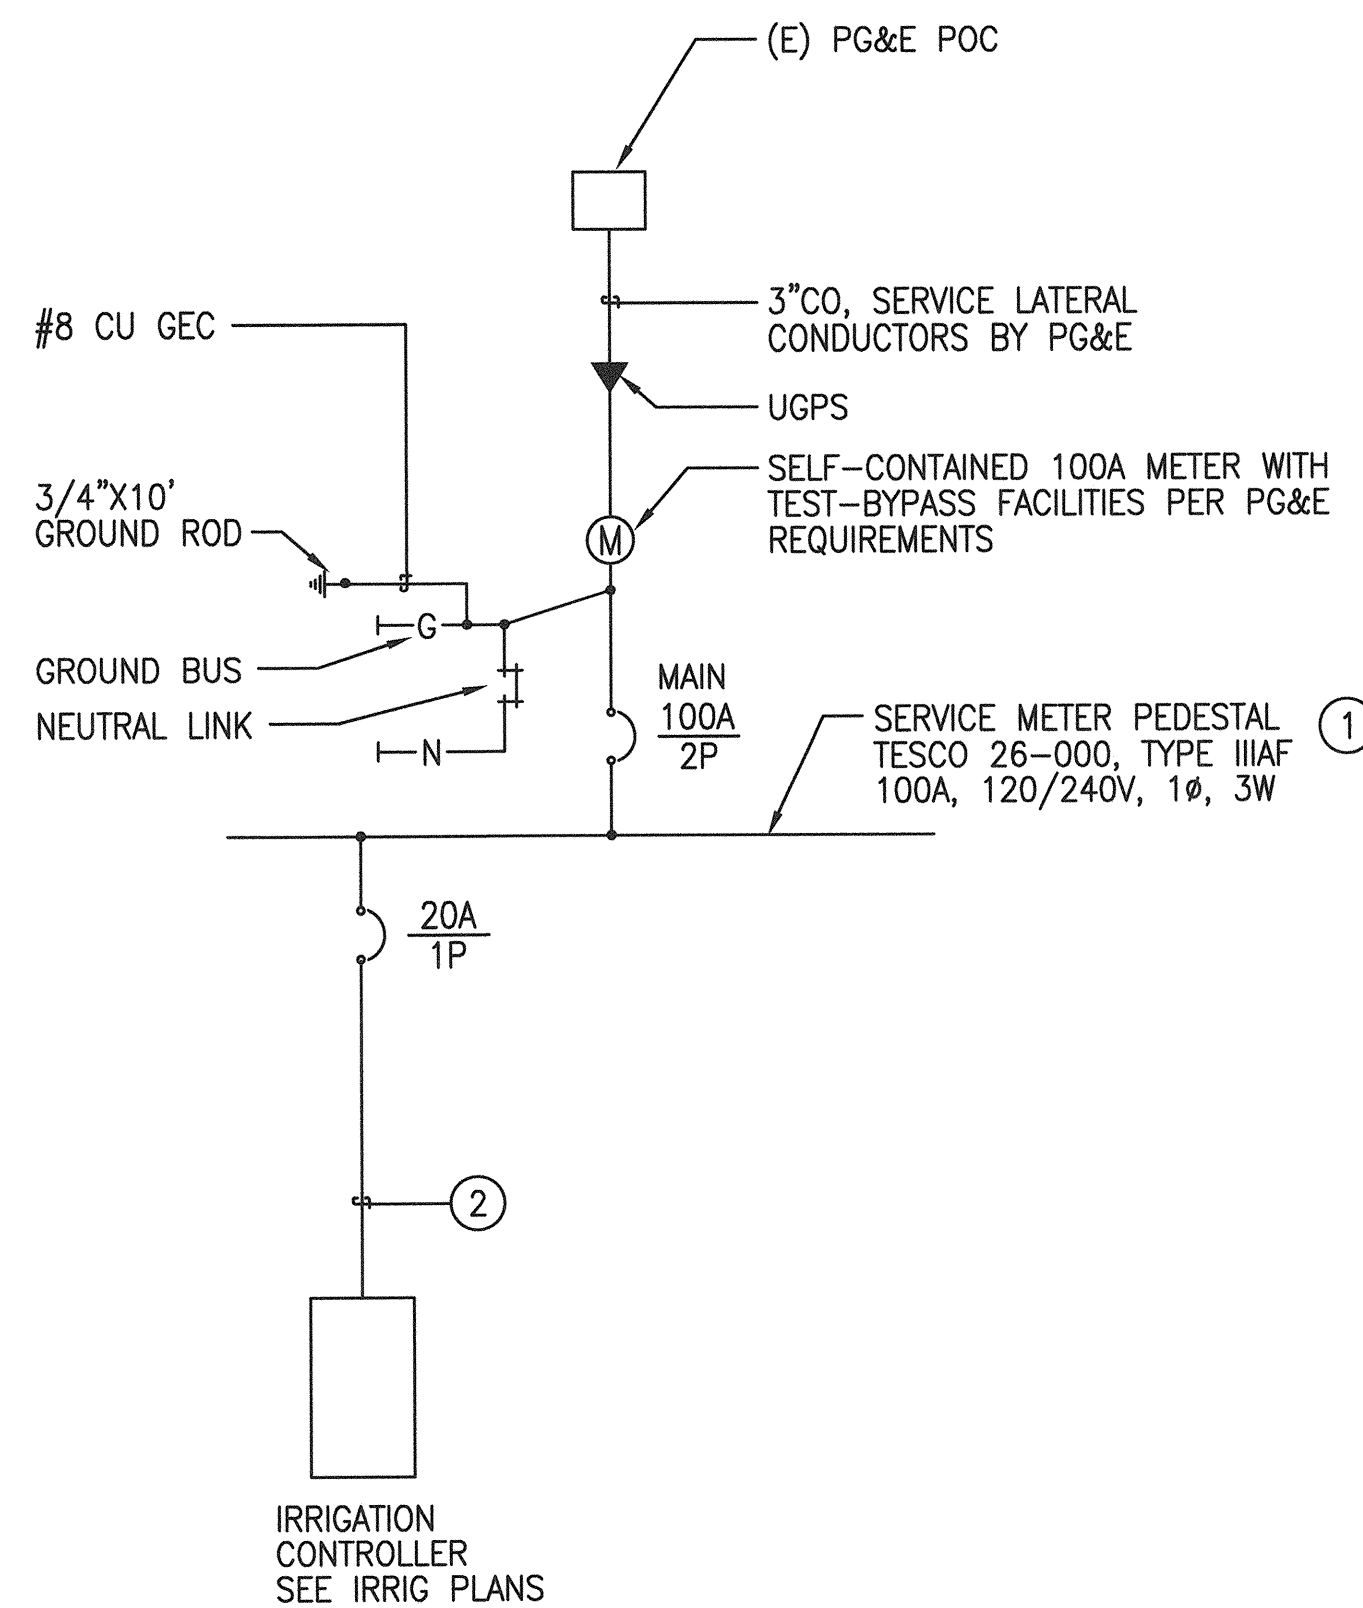 (E) PG&E POC
#8 CU GEC
3"CO, SERVICE LATERAL
CONDUCTORS BY PG&E
UGPS
SELF-CONTAINED 100A METER WITH
TEST-BYPASS FACILITIES PER PG&E
REQUIREMENTS
3/4"X10'
GROUND ROD
M
G
GROUND BUS
NEUTRAL LINK
N
MAIN
100A
2P
SERVICE METER PEDESTAL
TESCO 26-000, TYPE IIIAF
100A, 120/240V, 1ø, 3W
1
20A
1P
2
IRRIGATION
CONTROLLER
SEE IRRIG PLANS